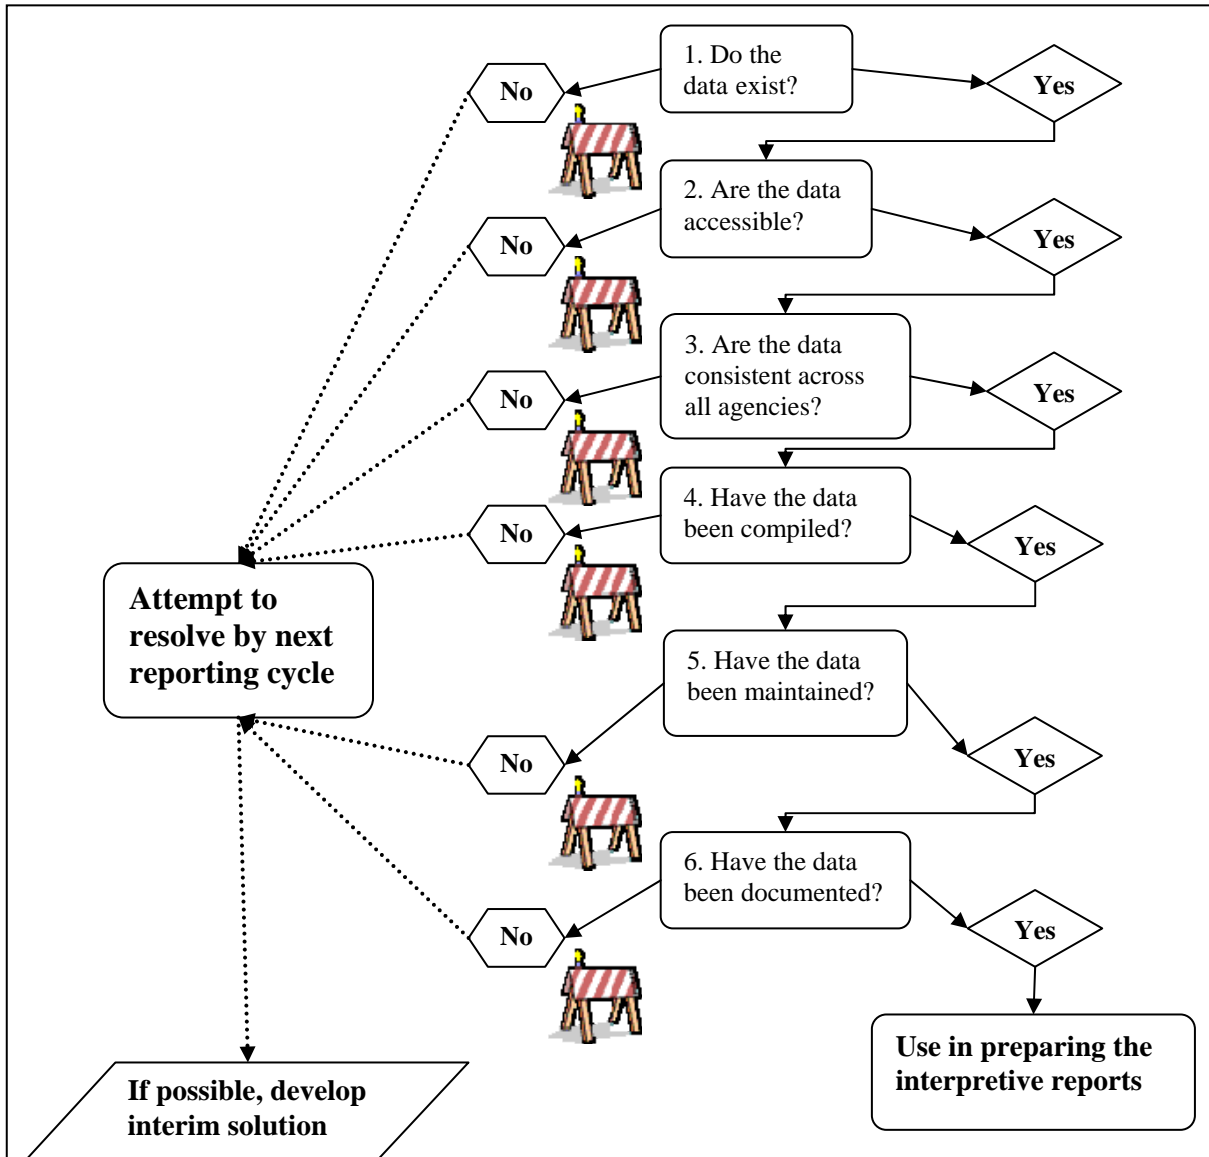 1. Do the
data exist?
No
Yes
2. Are the data
accessible?
No
Yes
3. Are the data
consistent across
all agencies?
No
Yes
4. Have the data
been compiled?
No
Yes
Attempt to
resolve by next
reporting cycle
5. Have the data
been maintained?
No
Yes
6. Have the data
been documented?
No
Yes
Use in preparing the
interpretive reports
If possible, develop
interim solution